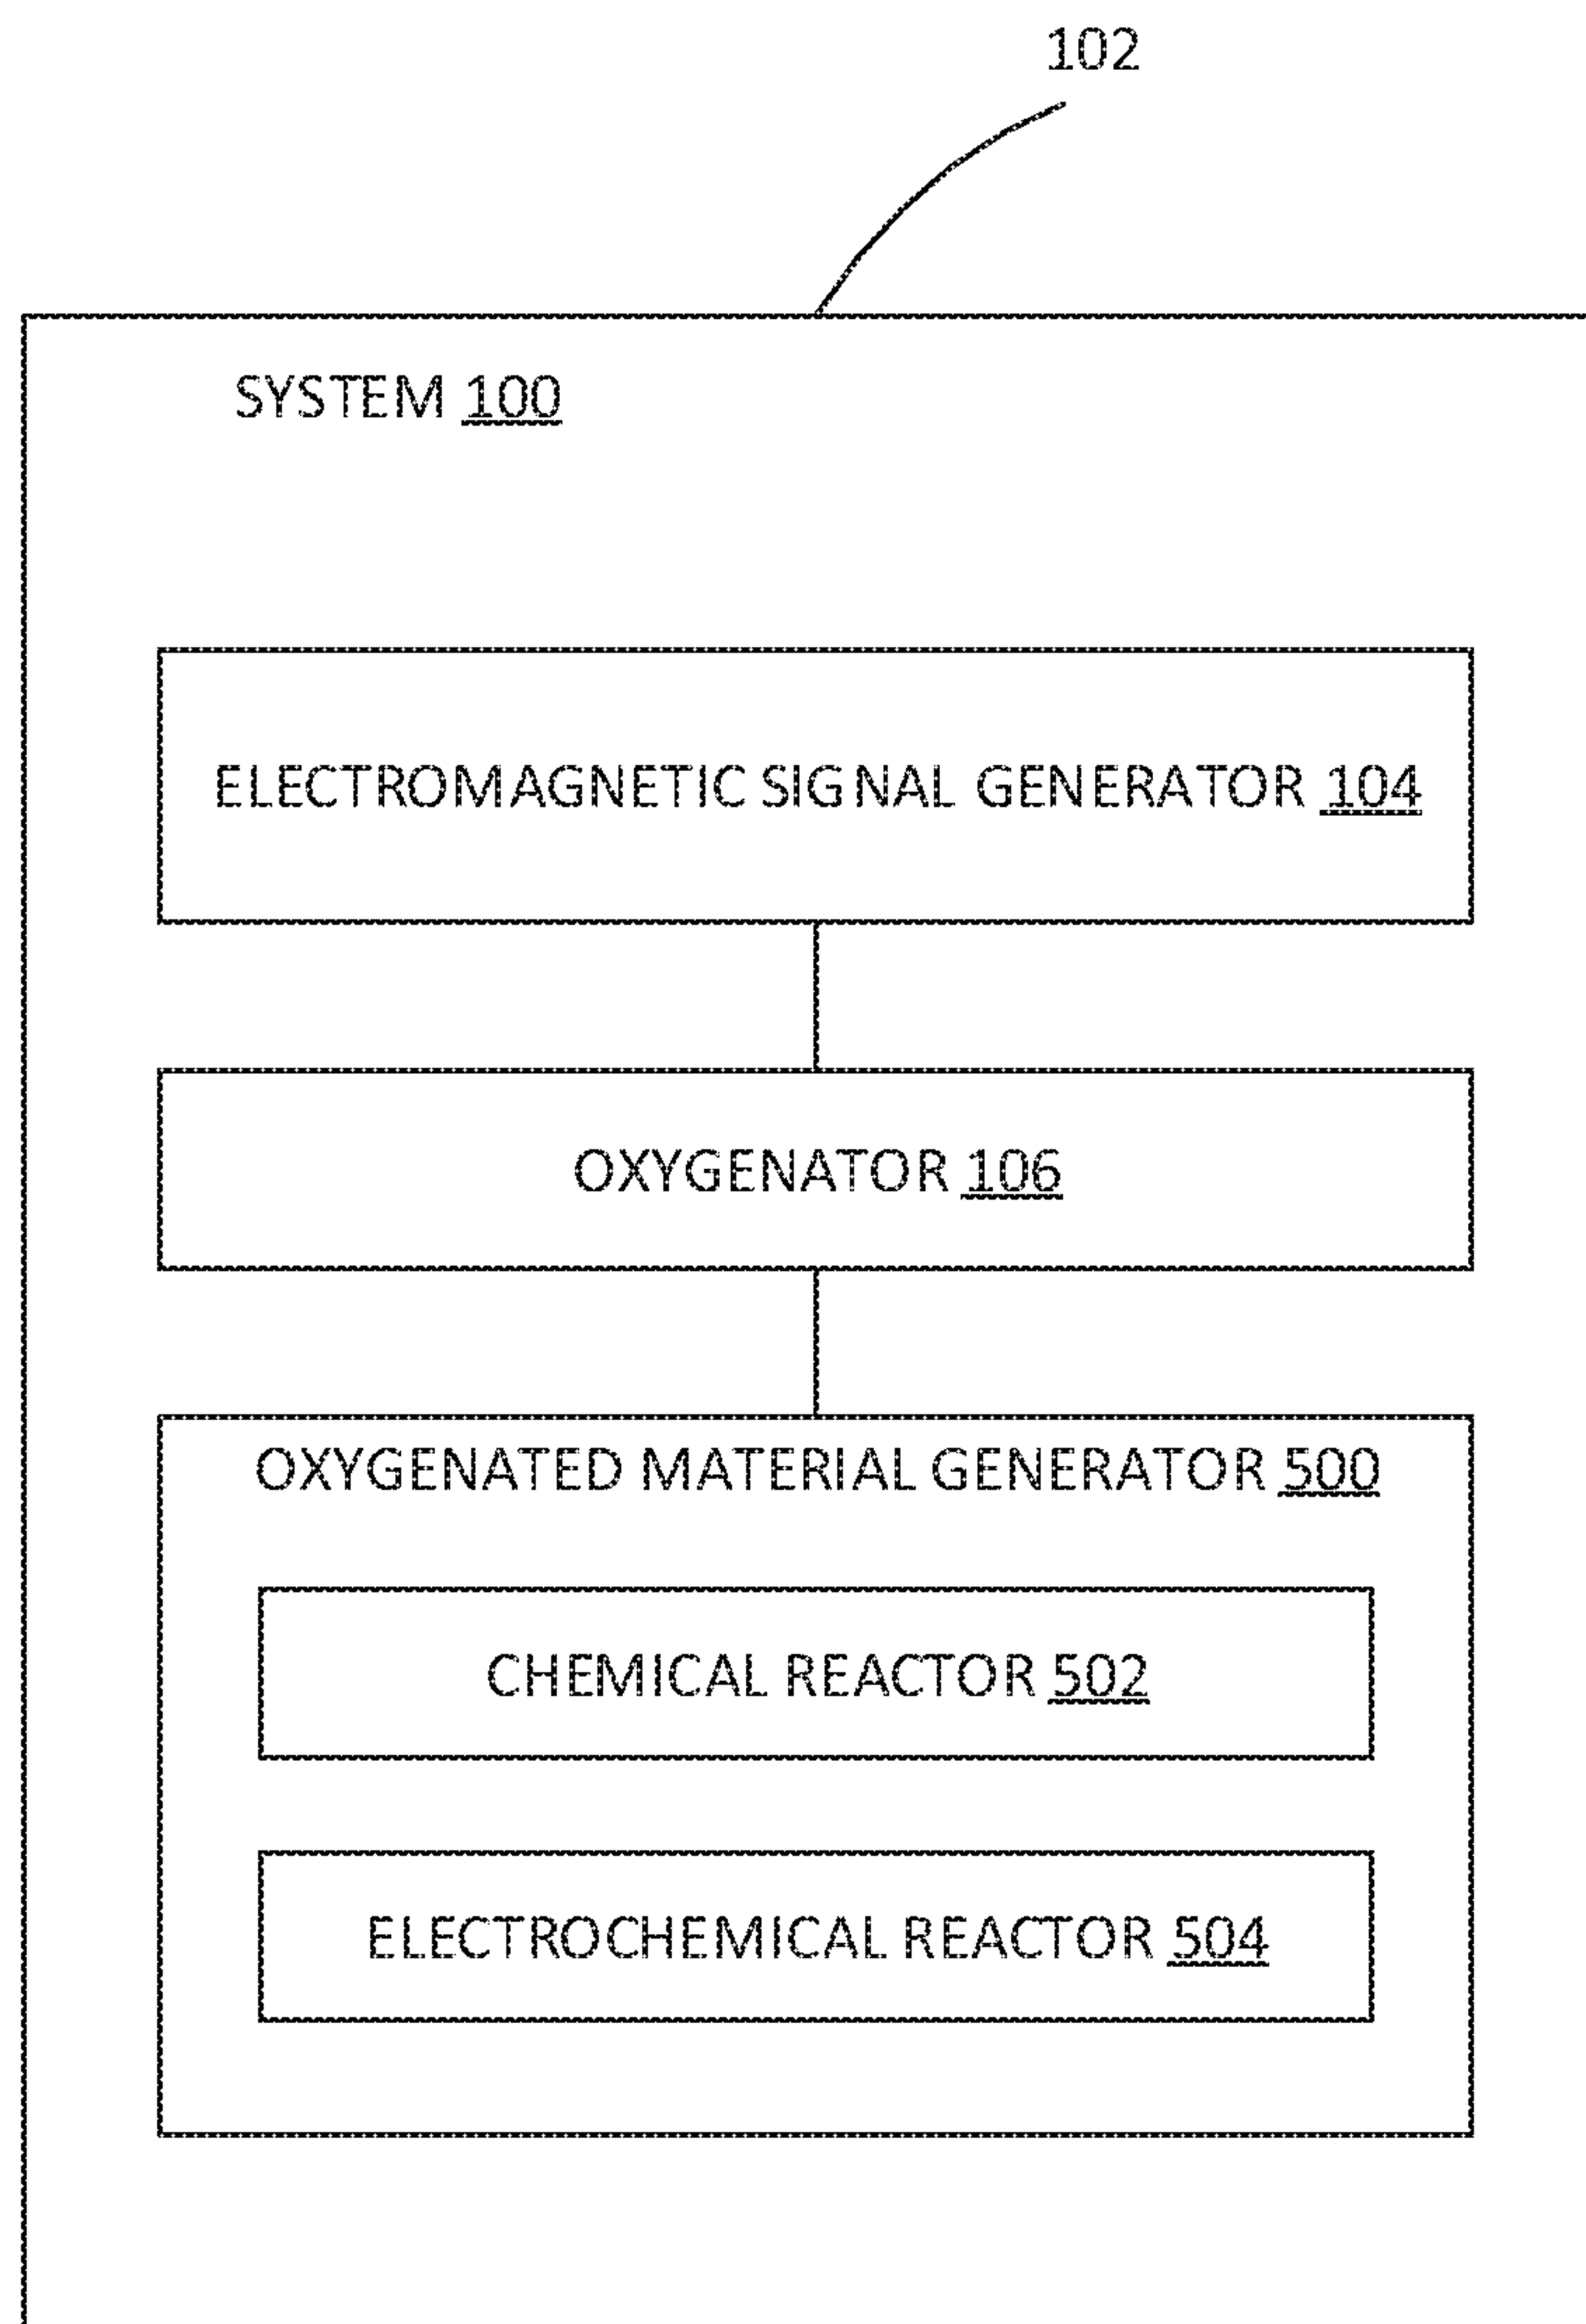 102
SYSTEM 100
ELECTROMAGNETIC SIGNAL GENERATOR 104
OXYGENATOR 106
OXYGENATED MATERIAL GENERATOR 500
CHEMICAL REACTOR 502
ELECTROCHEMICAL REACTOR 504